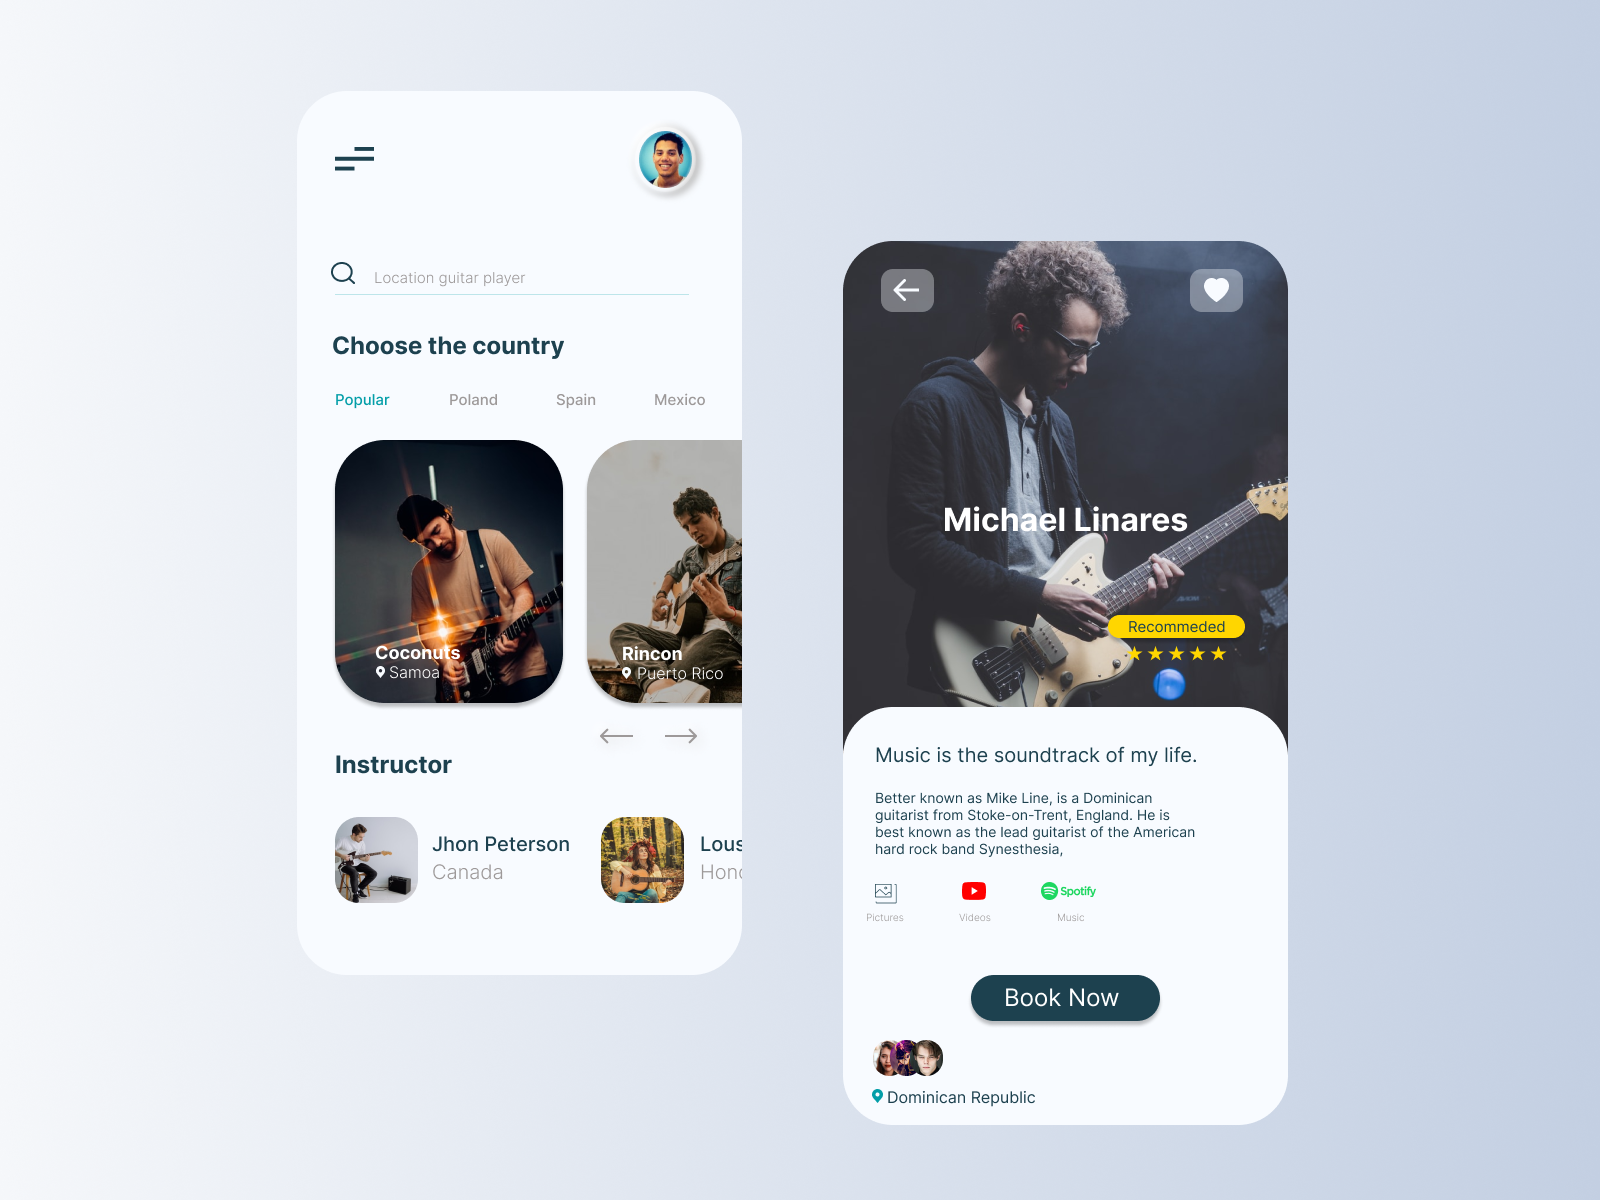 Location guitar player
Choose the country
Popular Poland Spain Mexico
Coconuts
Samoa
Rincon
Puerto Rico
Instructor
Jhon Peterson
Canada
Lous
Hon
Michael Linares
Recommeded
Music is the soundtrack of my life.
Better known as Mike Line, is a Dominican
guitarist from Stoke-on-Trent, England. He is
best known as the lead guitarist of the American
hard rock band Synesthesia,
Spotify
Pictures Videos Music
Book Now
Dominican Republic